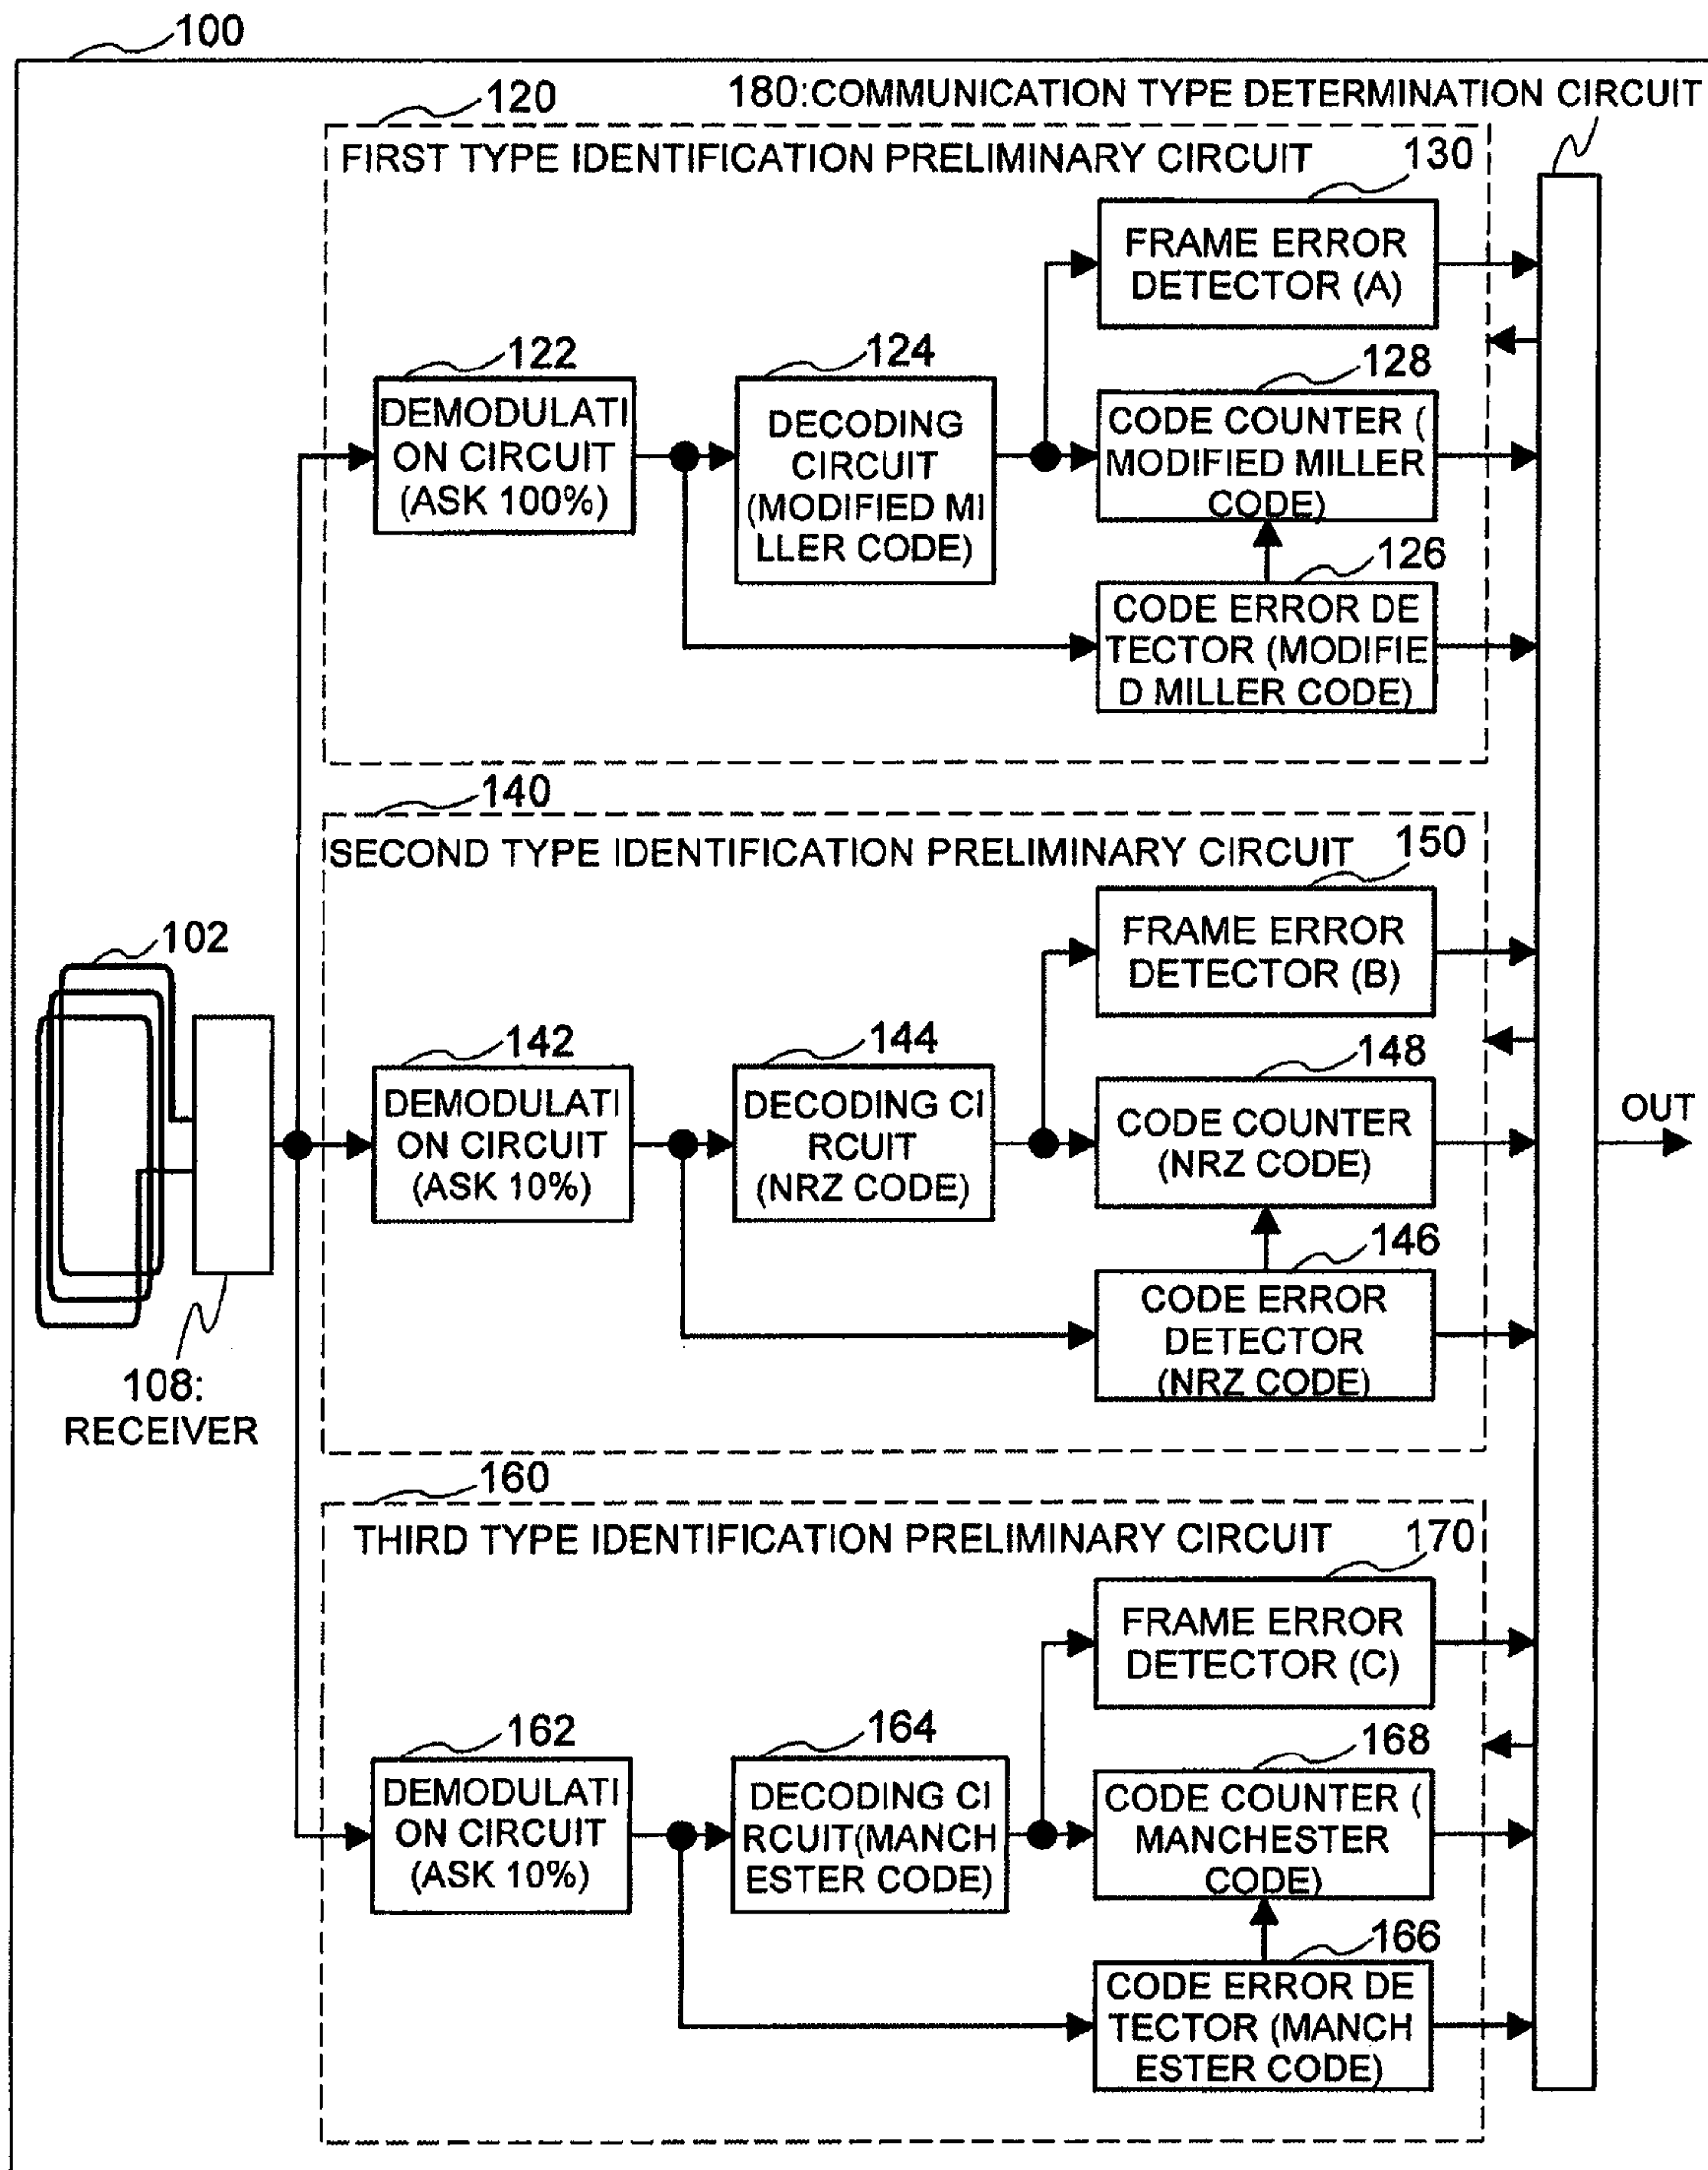 100
180:COMMUNICATION TYPE DETERMINATION CIRCUIT
120
FIRST TYPE IDENTIFICATION PRELIMINARY CIRCUIT
130
FRAME ERROR
DETECTOR (A)
122
DEMODULATI
ON CIRCUIT
(ASK 100%)
124
DECODING
CIRCUIT
(MODIFIED MI
LLER CODE)
128
CODE COUNTER (
MODIFIED MILLER
CODE)
126
CODE ERROR DE
TECTOR (MODIFIE
D MILLER CODE)
140
SECOND TYPE IDENTIFICATION PRELIMINARY CIRCUIT
150
FRAME ERROR
DETECTOR (B)
102
108:
RECEIVER
142
DEMODULATI
ON CIRCUIT
(ASK 10%)
144
DECODING CI
RCUIT
(NRZ CODE)
148
CODE COUNTER
(NRZ CODE)
OUT
146
CODE ERROR
DETECTOR
(NRZ CODE)
160
THIRD TYPE IDENTIFICATION PRELIMINARY CIRCUIT
170
FRAME ERROR
DETECTOR (C)
162
DEMODULATI
ON CIRCUIT
(ASK 10%)
164
DECODING CI
RCUIT(MANCH
ESTER CODE)
168
CODE COUNTER (
MANCHESTER
CODE)
166
CODE ERROR DE
TECTOR (MANCH
ESTER CODE)